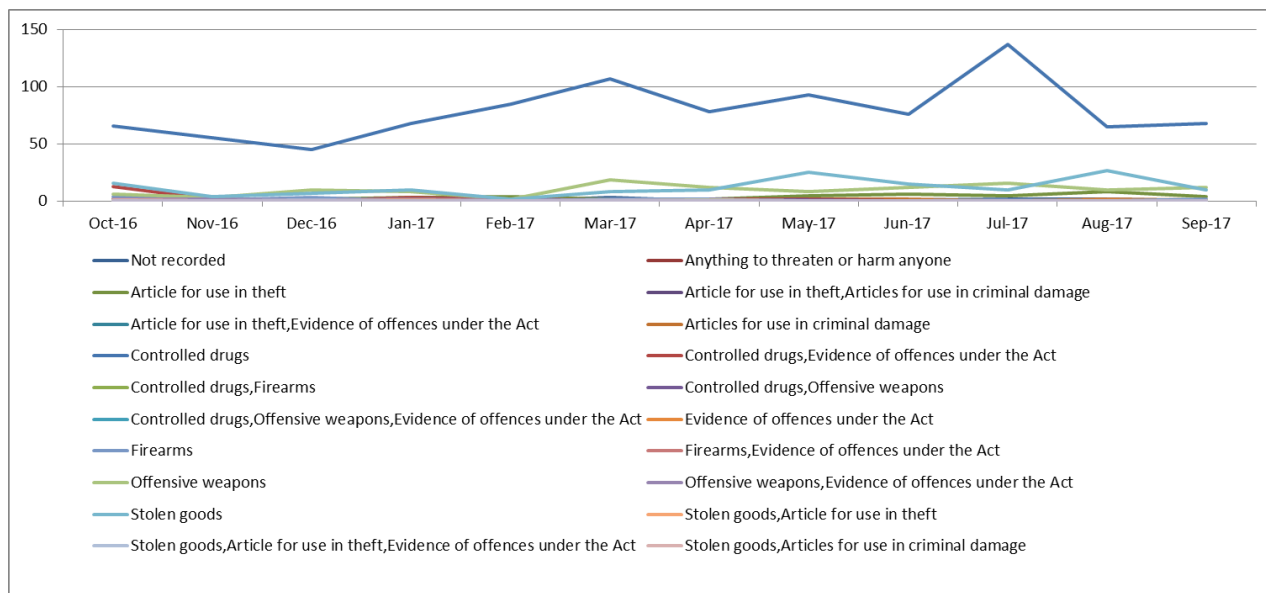 150
100
50
0
Oct-16 Nov-16 Dec-16 Jan-17 Feb-17 Mar-17 Apr-17 May-17 Jun-17 Jul-17 Aug-17 Sep-17
Not recorded Anything to threaten or harm anyone
Article for use in theft Article for use in theft,Articles for use in criminal damage
Article for use in theft,Evidence of offences under the Act Articles for use in criminal damage
Controlled drugs Controlled drugs,Evidence of offences under the Act
Controlled drugs,Firearms Controlled drugs,Offensive weapons
Controlled drugs,Offensive weapons,Evidence of offences under the Act Evidence of offences under the Act
Firearms Firearms,Evidence of offences under the Act
Offensive weapons Offensive weapons,Evidence of offences under the Act
Stolen goods Stolen goods,Article for use in theft
Stolen goods,Article for use in theft,Evidence of offences under the Act Stolen goods,Articles for use in criminal damage